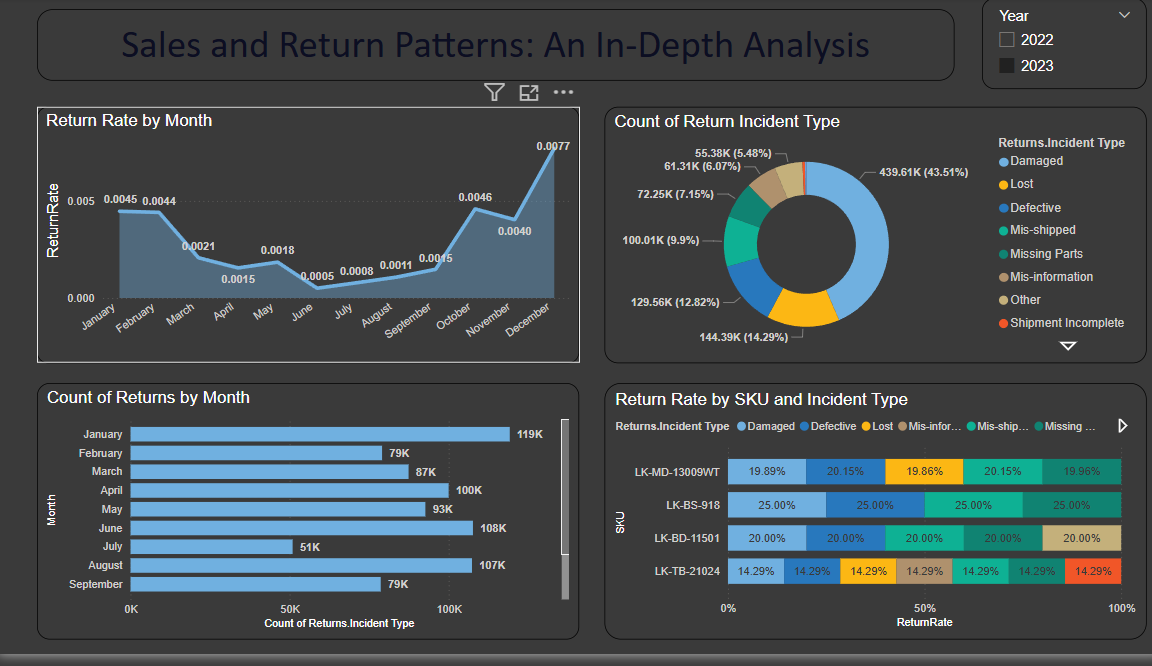 Sales and Return Patterns: An In-Depth Analysis
Year
2022
2023
Return Rate by Month
ReturnRate
0.005
0.000
0.0045
0.0044
0.0021
0.0015
0.0018
0.0005
0.0008
0.0011
0.0015
0.0046
0.0040
0.0077
January
February
March
April
May
June
July
August
September
October
November
December
Count of Return Incident Type
55.38K (5.48%)
61.31K (6.07%)
72.25K (7.15%)
100.01K (9.9%)
129.56K (12.82%)
144.39K (14.29%)
439.61K (43.51%)
Returns.Incident Type
Damaged
Lost
Defective
Mis-shipped
Missing Parts
Mis-information
Other
Shipment Incomplete
Count of Returns by Month
Month
January 119K
February 79K
March 87K
April 100K
May 93K
June 108K
July 51K
August 107K
September 79K
0K 50K 100K
Count of Returns.Incident Type
Return Rate by SKU and Incident Type
Returns.Incident Type Damaged Defective Lost Mis-infor... Mis-ship... Missing ...
SKU
LK-MD-13009WT 19.89% 20.15% 19.86% 20.15% 19.96%
LK-BS-918 25.00% 25.00% 25.00% 25.00%
LK-BD-11501 20.00% 20.00% 20.00% 20.00% 20.00%
LK-TB-21024 14.29% 14.29% 14.29% 14.29% 14.29% 14.29% 14.29%
0% 50% 100%
ReturnRate